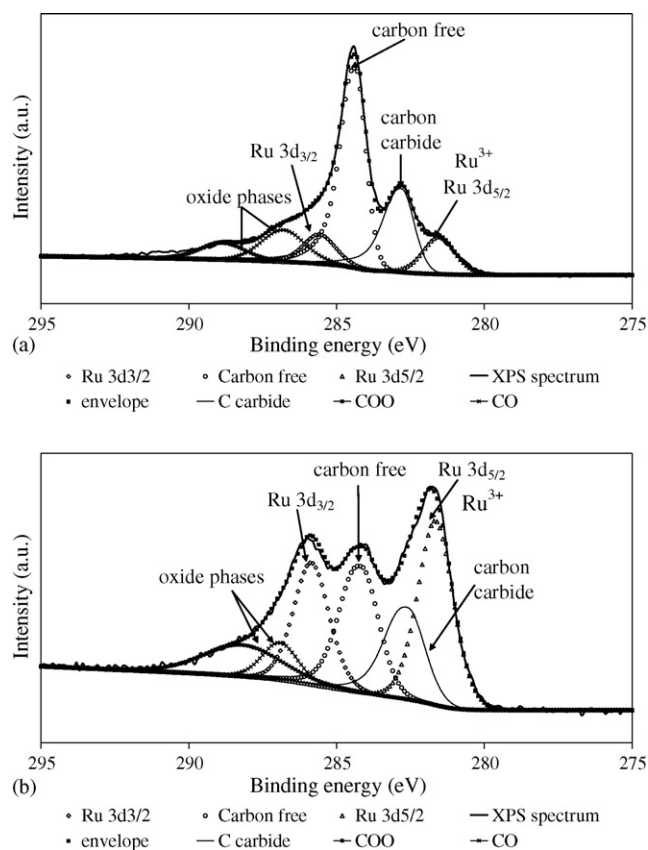 carbon free
carbon
carbide
Ru 3d3/2
Ru3+
Ru 3d5/2
oxide phases
Intensity (a.u.)
295 290 285 280 275
(a)
Binding energy (eV)
Ru 3d3/2 Carbon free Ru 3d5/2 XPS spectrum
envelope C carbide COO CO
carbon free
Ru 3d5/2
Ru 3d3/2
Ru3+
oxide phases
carbon
carbide
Intensity (a.u.)
295 290 285 280 275
(b)
Binding energy (eV)
Ru 3d3/2 Carbon free Ru 3d5/2 XPS spectrum
envelope C carbide COO CO